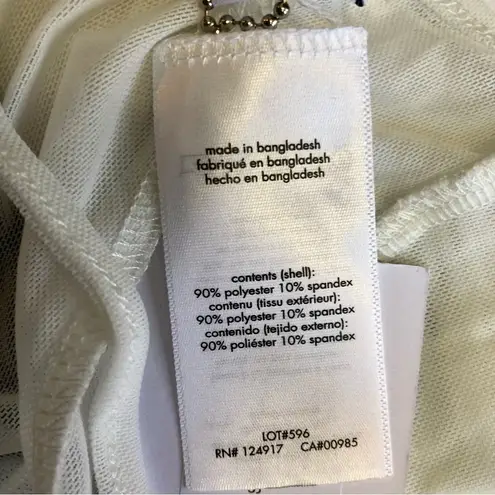 made in bangladesh
fabriqué en bangladesh
hecho en bangladesh
contents (shell):
90% polyester 10% spandex
contenu (tissu extérieur):
90% polyester 10% spandex
contenido (tejido externo):
90% poliéster 10% spandex
LOT#596
RN# 124917 CA#00985